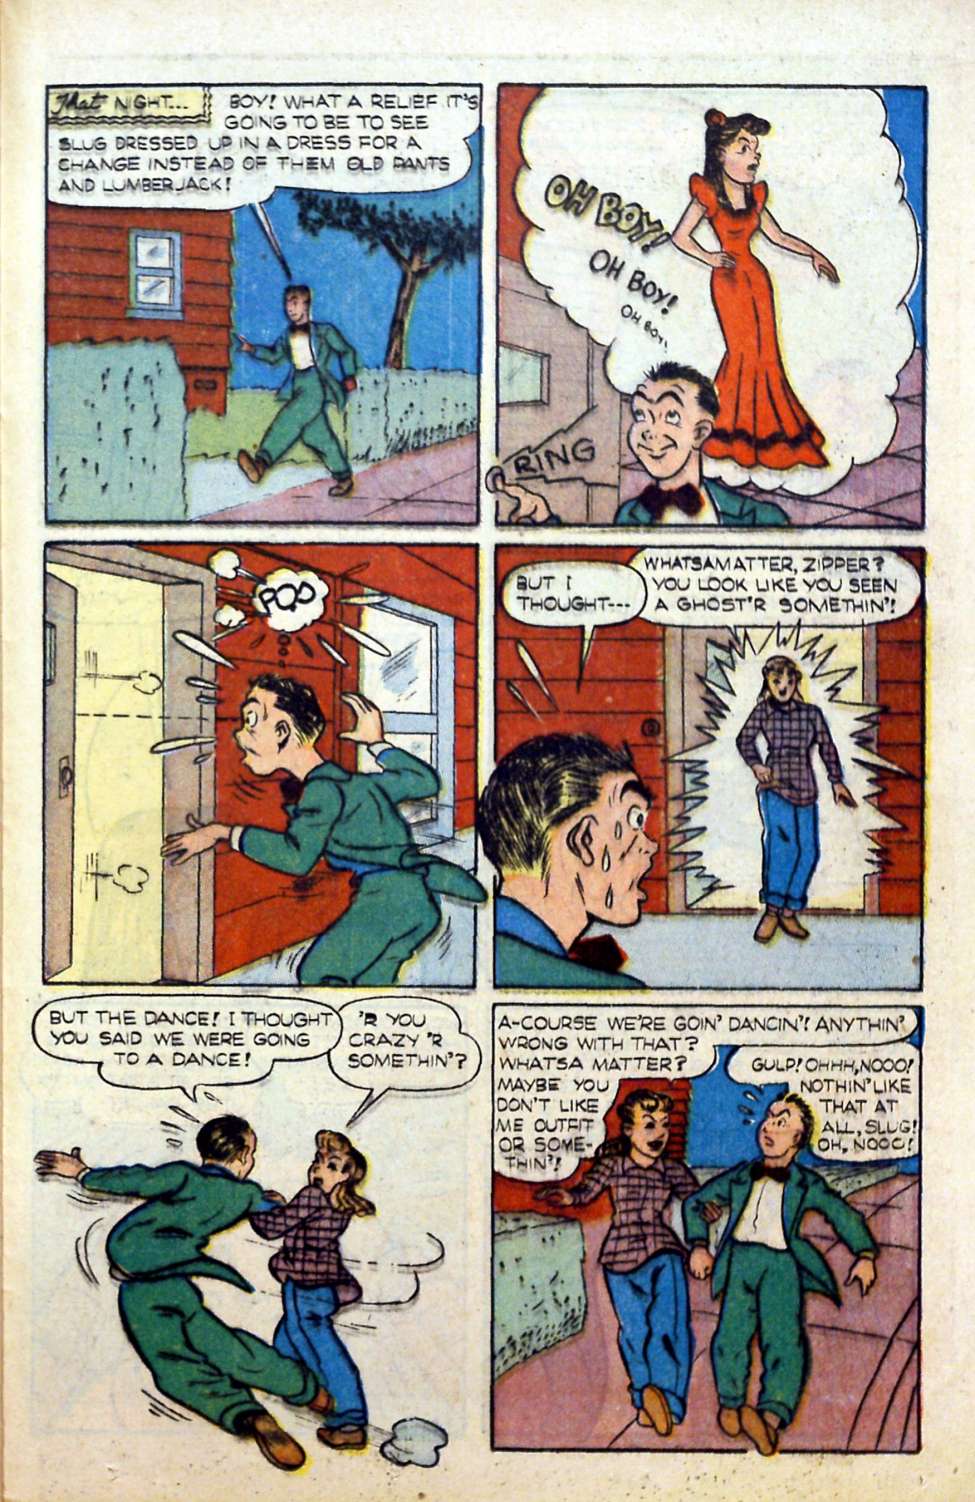 That NIGHT...
BOY! WHAT A RELIEF IT'S
GOING TO BE TO SEE
SLUG DRESSED UP IN A DRESS FOR A
CHANGE INSTEAD OF THEM OLD PANTS
AND LUMBERJACK!
OH BOY!
OH BOY!
OH BOY!
RING
POO
BUT I
THOUGHT---
WHATSAMATTER, ZIPPER?
YOU LOOK LIKE YOU SEEN
A GHOST'R SOMETHIN'!
BUT THE DANCE! I THOUGHT
YOU SAID WE WERE GOING
TO A DANCE!
'R YOU
CRAZY 'R
SOMETHIN'?
A-COURSE WE'RE GOIN' DANCIN'! ANYTHIN'
WRONG WITH THAT?
WHATSA MATTER?
MAYBE YOU
DON'T LIKE
ME OUTFIT
OR SOME-
THIN'!
GULP! OHHH, NOOO!
NOTHIN' LIKE
THAT AT
ALL, SLUG!
OH, NOOO!